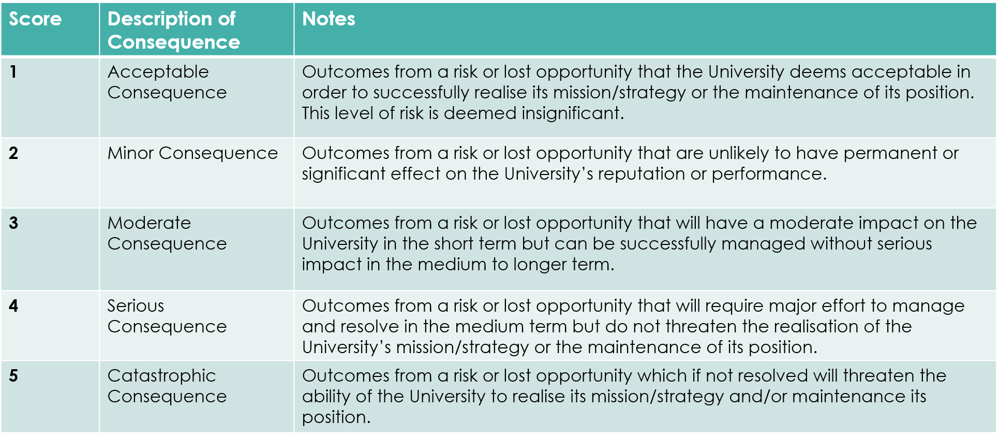 Score
Description of
Consequence
Notes
1
Acceptable
Consequence
Outcomes from a risk or lost opportunity that the University deems acceptable in
order to successfully realise its mission/strategy or the maintenance of its position.
This level of risk is deemed insignificant.
2
Minor Consequence
Outcomes from a risk or lost opportunity that are unlikely to have permanent or
significant effect on the University’s reputation or performance.
3
Moderate
Consequence
Outcomes from a risk or lost opportunity that will have a moderate impact on the
University in the short term but can be successfully managed without serious
impact in the medium to longer term.
4
Serious
Consequence
Outcomes from a risk or lost opportunity that will require major effort to manage
and resolve in the medium term but do not threaten the realisation of the
University’s mission/strategy or the maintenance of its position.
5
Catastrophic
Consequence
Outcomes from a risk or lost opportunity which if not resolved will threaten the
ability of the University to realise its mission/strategy and/or maintenance its
position.